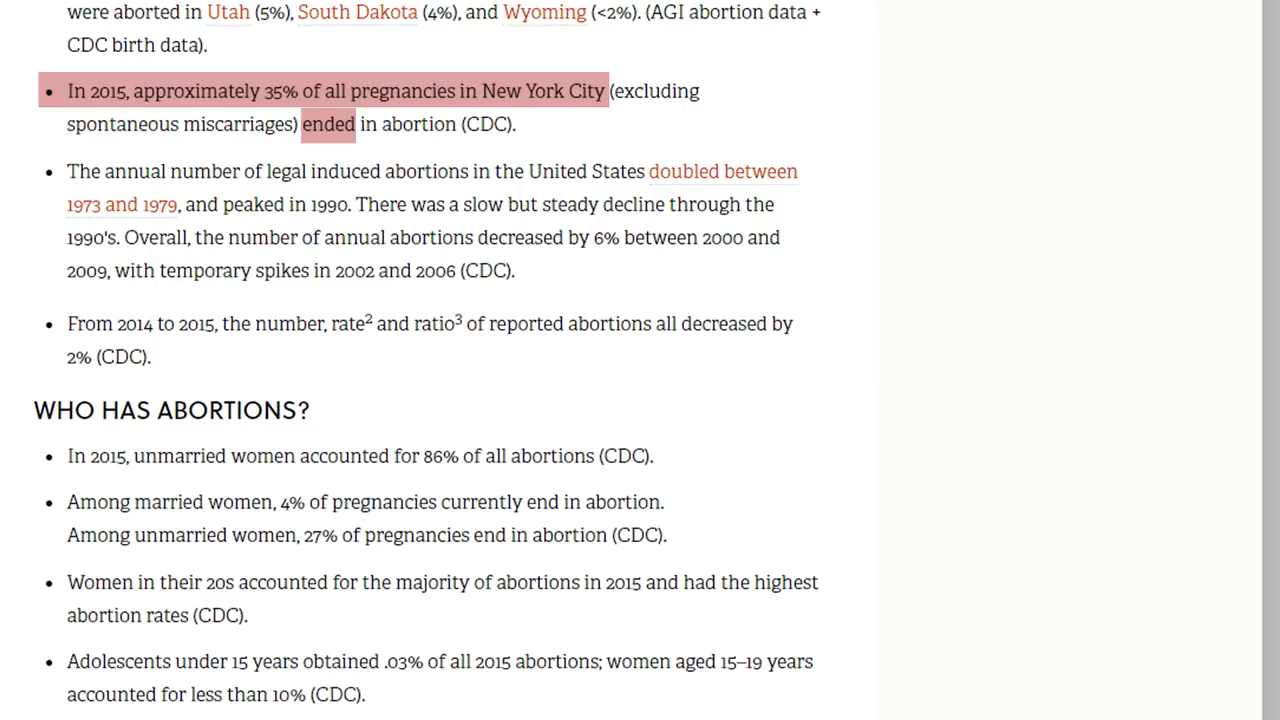 were aborted in Utah (5%), South Dakota (4%), and Wyoming (<2%). (AGI abortion data +
CDC birth data).
• In 2015, approximately 35% of all pregnancies in New York City (excluding
spontaneous miscarriages) ended in abortion (CDC).
• The annual number of legal induced abortions in the United States doubled between
1973 and 1979, and peaked in 1990. There was a slow but steady decline through the
1990's. Overall, the number of annual abortions decreased by 6% between 2000 and
2009, with temporary spikes in 2002 and 2006 (CDC).
• From 2014 to 2015, the number, rate² and ratio³ of reported abortions all decreased by
2% (CDC).
WHO HAS ABORTIONS?
• In 2015, unmarried women accounted for 86% of all abortions (CDC).
• Among married women, 4% of pregnancies currently end in abortion.
Among unmarried women, 27% of pregnancies end in abortion (CDC).
• Women in their 20s accounted for the majority of abortions in 2015 and had the highest
abortion rates (CDC).
• Adolescents under 15 years obtained .03% of all 2015 abortions; women aged 15–19 years
accounted for less than 10% (CDC).